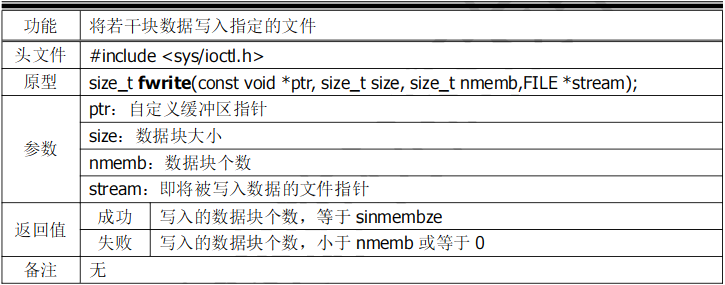 功能 将若干块数据写入指定的文件
头文件 #include <sys/ioctl.h>
原型 size_t fwrite(const void *ptr, size_t size, size_t nmemb,FILE *stream);
参数 ptr：自定义缓冲区指针
size：数据块大小
nmemb：数据块个数
stream：即将被写入数据的文件指针
返回值 成功 写入的数据块个数，等于 sinmembze
失败 写入的数据块个数，小于 nmemb 或等于 0
备注 无